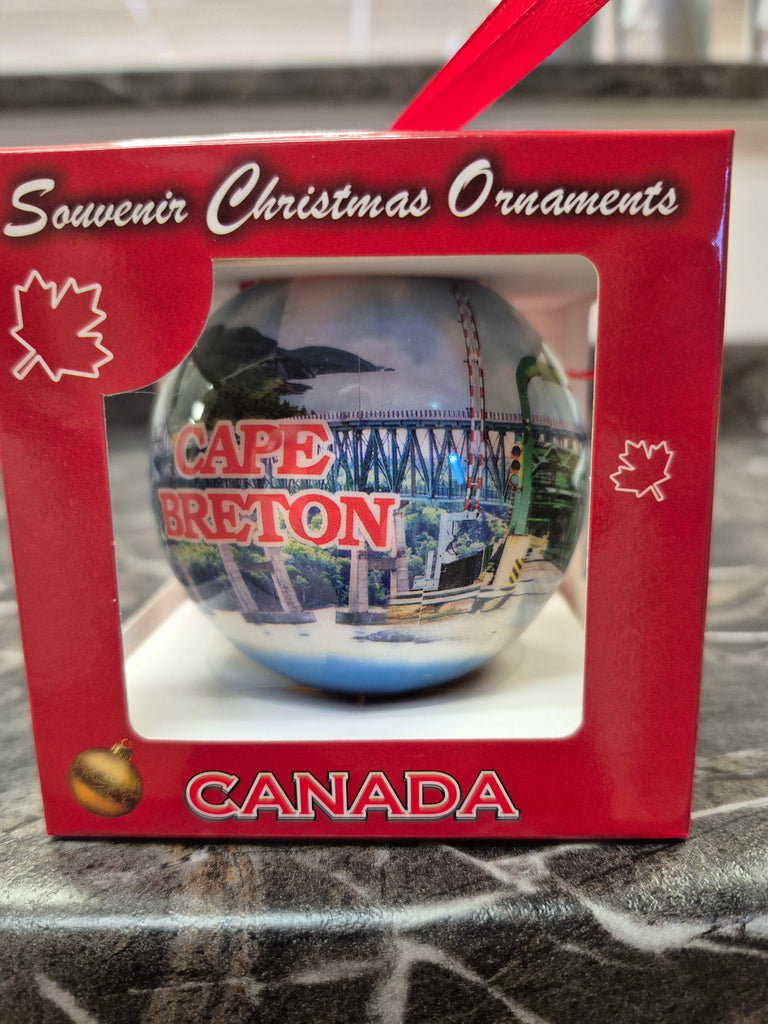 Souvenir Christmas Ornaments
CAPE
BRETON
CANADA